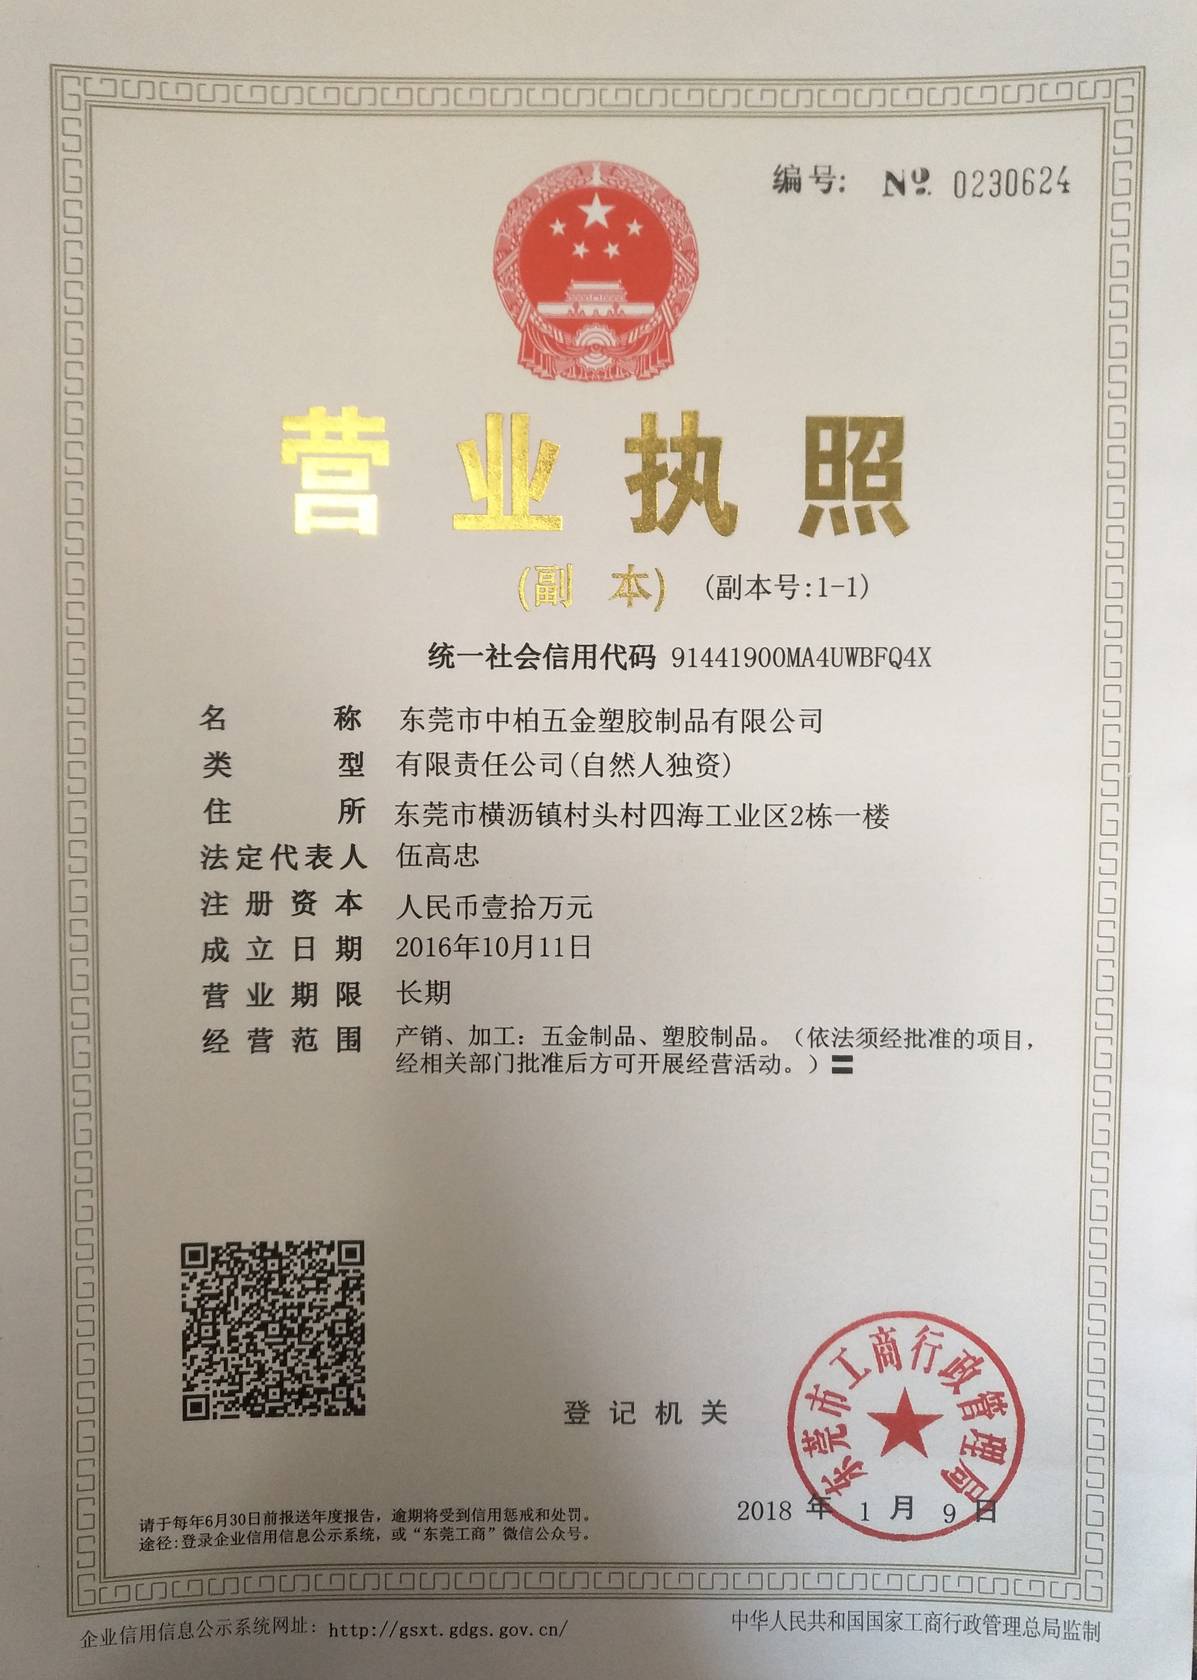 编号: № 0230624
营业执照
(副 本) (副本号:1-1)
统一社会信用代码 91441900MA4UWBFQ4X
名称 东莞市中柏五金塑胶制品有限公司
类型 有限责任公司(自然人独资)
住所 东莞市横沥镇村头村四海工业区2栋一楼
法定代表人 伍高忠
注册资本 人民币壹拾万元
成立日期 2016年10月11日
营业期限 长期
经营范围 产销、加工：五金制品、塑胶制品。（依法须经批准的项目，
经相关部门批准后方可开展经营活动。）〓
东莞市工商行政管理局
登记机关
2018 年 1 月 9 日
请于每年6月30日前报送年度报告，逾期将受到信用惩戒和处罚。
途径:登录企业信用信息公示系统，或“东莞工商”微信公众号。
企业信用信息公示系统网址: http://gsxt.gdgs.gov.cn/
中华人民共和国国家工商行政管理总局监制